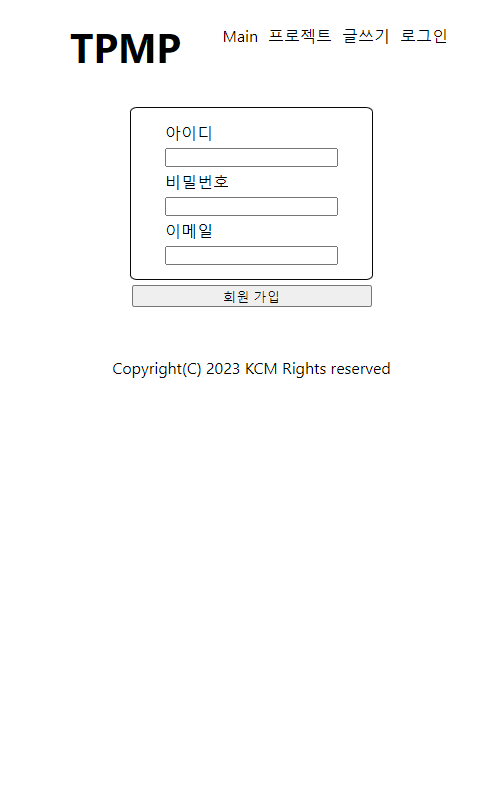 TPMP
Main 프로젝트 글쓰기 로그인
아이디
비밀번호
이메일
회원 가입
Copyright(C) 2023 KCM Rights reserved